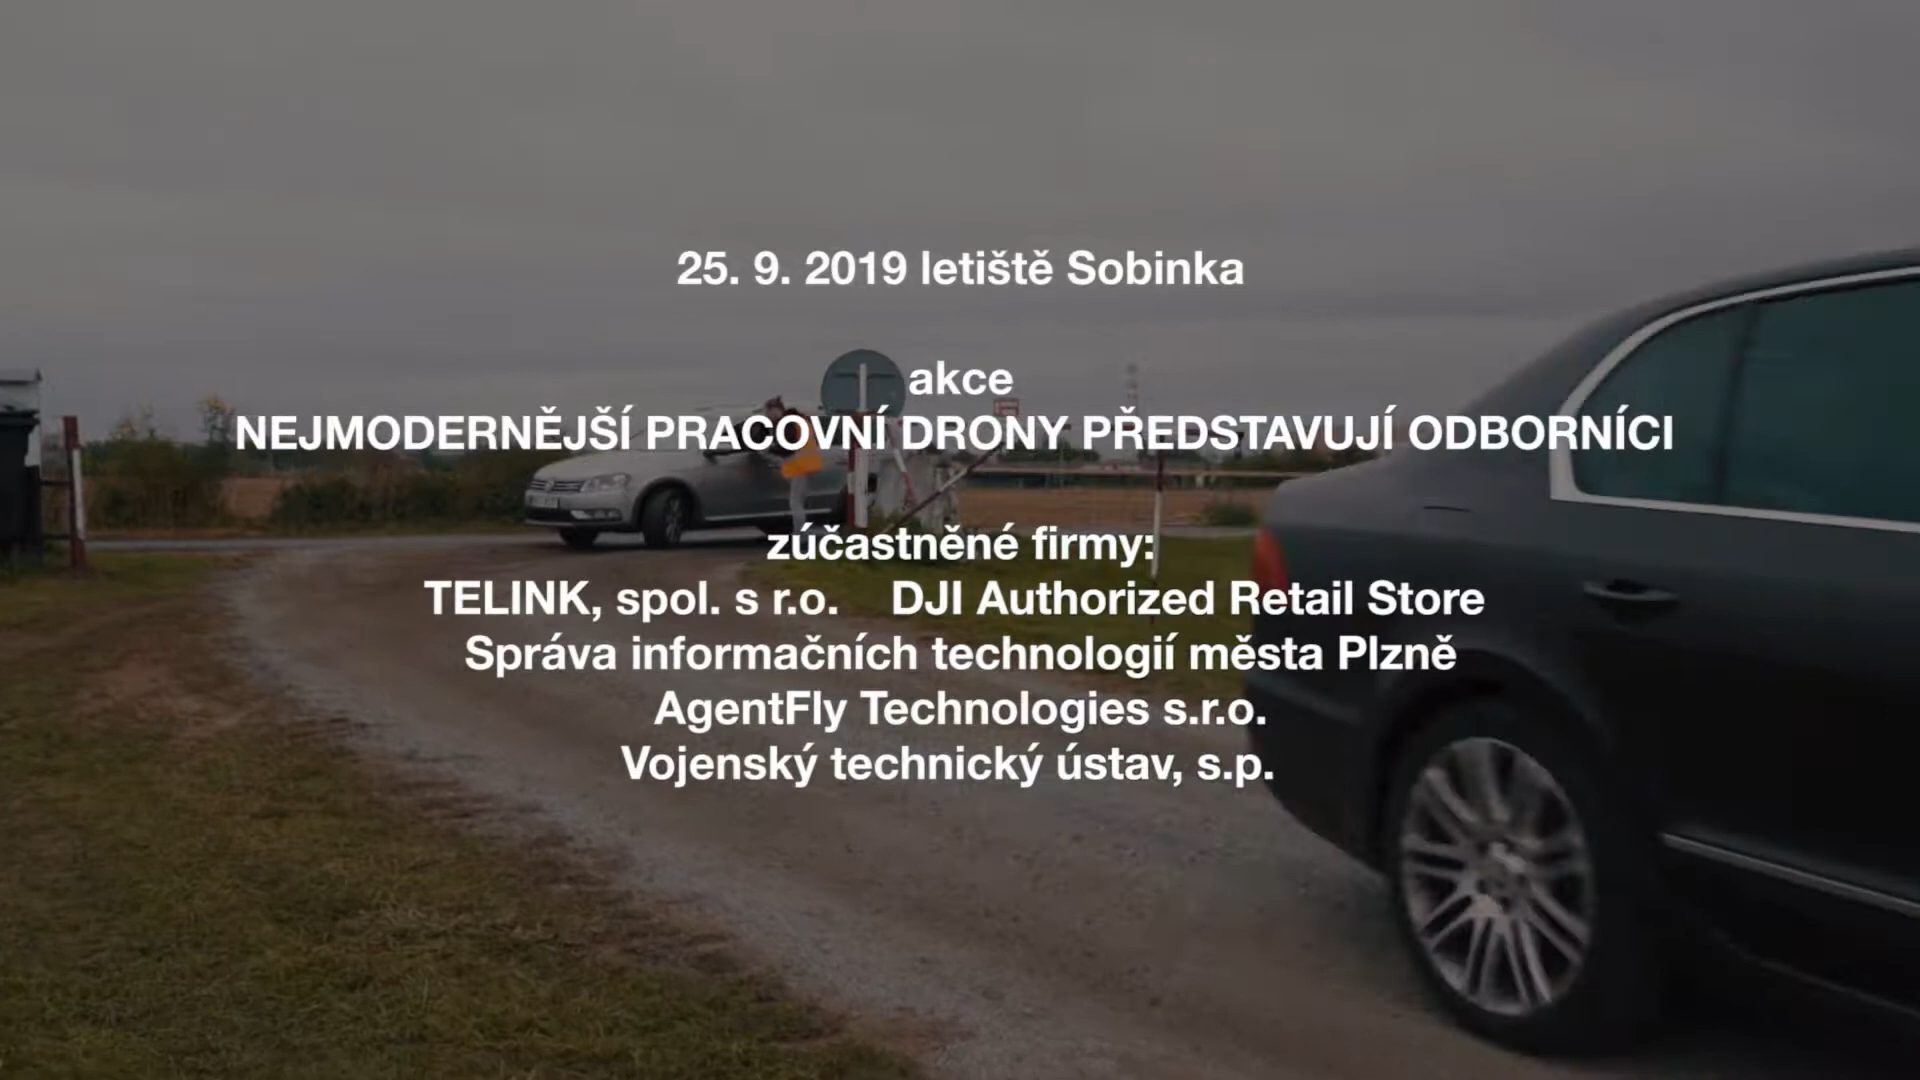 25. 9. 2019 letiště Sobinka
akce
NEJMODERNĚJŠÍ PRACOVNÍ DRONY PŘEDSTAVUJÍ ODBORNÍCI
zúčastněné firmy:
TELINK, spol. s r.o. DJI Authorized Retail Store
Správa informačních technologií města Plzně
AgentFly Technologies s.r.o.
Vojenský technický ústav, s.p.